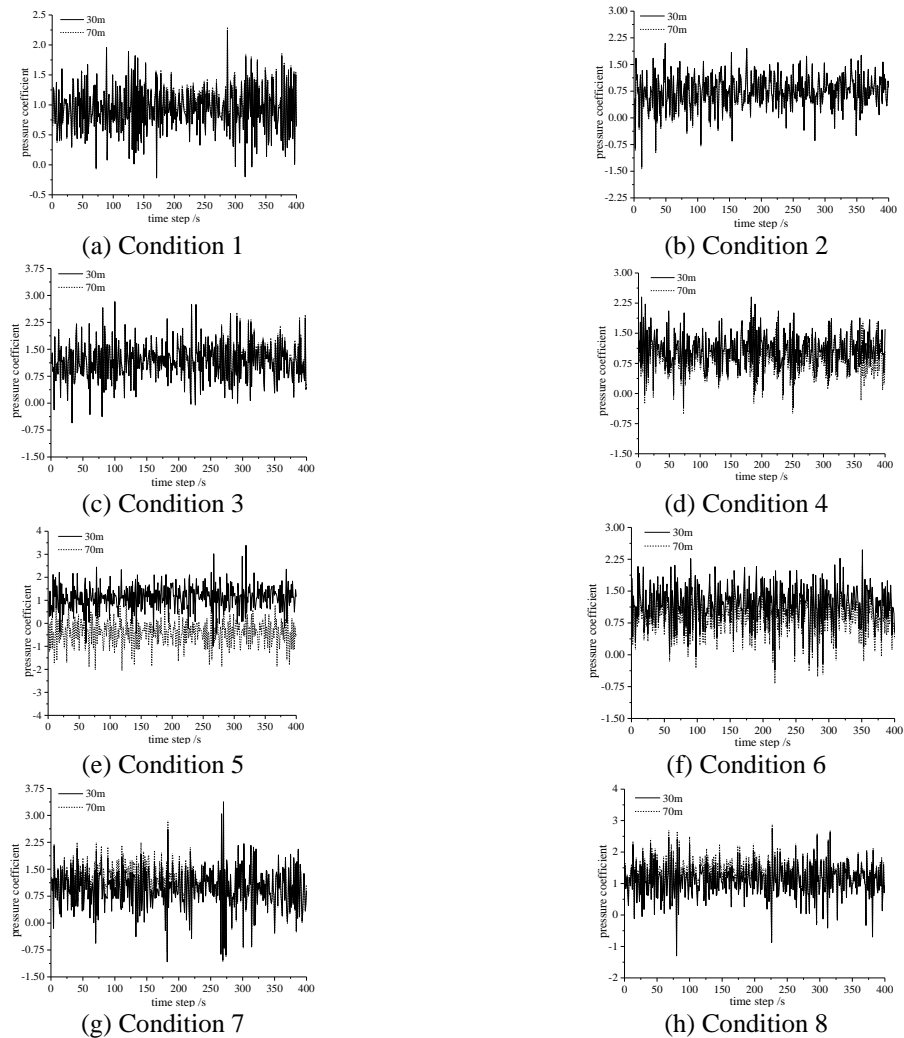 30m
70m
2.5
2.0
1.5
1.0
0.5
0.0
-0.5
pressure coefficient
0 50 100 150 200 250 300 350 400
time step /s
(a) Condition 1
30m
70m
3.00
2.25
1.50
0.75
0.00
-0.75
-1.50
-2.25
pressure coefficient
0 50 100 150 200 250 300 350 400
time step /s
(b) Condition 2
30m
70m
3.75
3.00
2.25
1.50
0.75
0.00
-0.75
-1.50
pressure coefficient
0 50 100 150 200 250 300 350 400
time step /s
(c) Condition 3
30m
70m
3.00
2.25
1.50
0.75
0.00
-0.75
-1.50
pressure coefficient
0 50 100 150 200 250 300 350 400
time step /s
(d) Condition 4
30m
70m
4
3
2
1
0
-1
-2
-3
-4
pressure coefficient
0 50 100 150 200 250 300 350 400
time step /s
(e) Condition 5
30m
70m
3.00
2.25
1.50
0.75
0.00
-0.75
-1.50
pressure coefficient
0 50 100 150 200 250 300 350 400
time step /s
(f) Condition 6
30m
70m
3.75
3.00
2.25
1.50
0.75
0.00
-0.75
-1.50
pressure coefficient
0 50 100 150 200 250 300 350 400
time step /s
(g) Condition 7
30m
70m
4
3
2
1
0
-1
-2
pressure coefficient
0 50 100 150 200 250 300 350 400
time step /s
(h) Condition 8